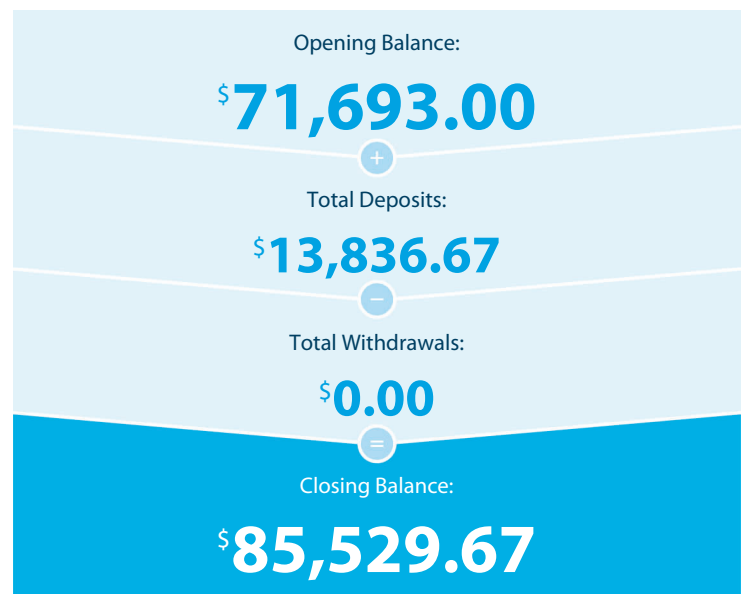 Opening Balance:
$71,693.00
+
Total Deposits:
$13,836.67
−
Total Withdrawals:
$0.00
=
Closing Balance:
$85,529.67